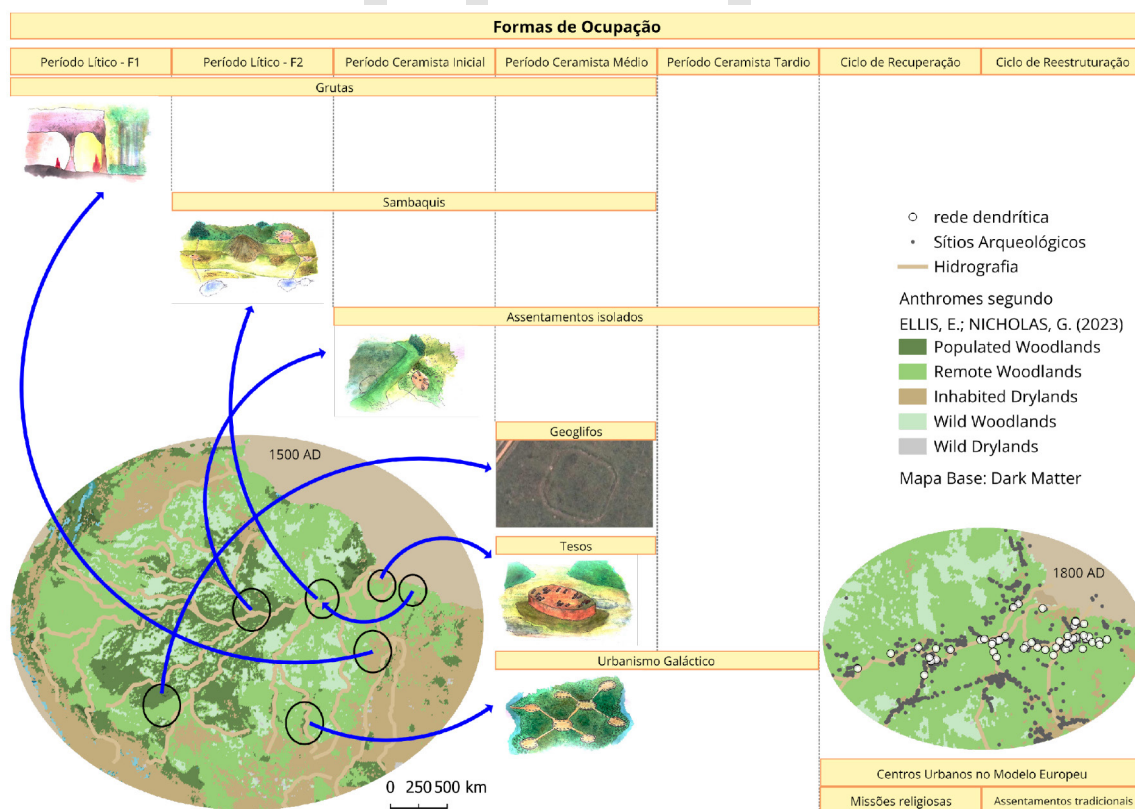 Formas de Ocupação
Período Lítico - F1
Período Lítico - F2
Período Ceramista Inicial
Período Ceramista Médio
Período Ceramista Tardio
Ciclo de Recuperação
Ciclo de Reestruturação
Grutas
Sambaquis
Assentamentos isolados
Geoglifos
Tesos
Urbanismo Galáctico
1500 AD
0 250 500 km
rede dendrítica
Sítios Arqueológicos
Hidrografia
Anthromes segundo
ELLIS, E.; NICHOLAS, G. (2023)
Populated Woodlands
Remote Woodlands
Inhabited Drylands
Wild Woodlands
Wild Drylands
Mapa Base: Dark Matter
1800 AD
Centros Urbanos no Modelo Europeu
Missões religiosas
Assentamentos tradicionais